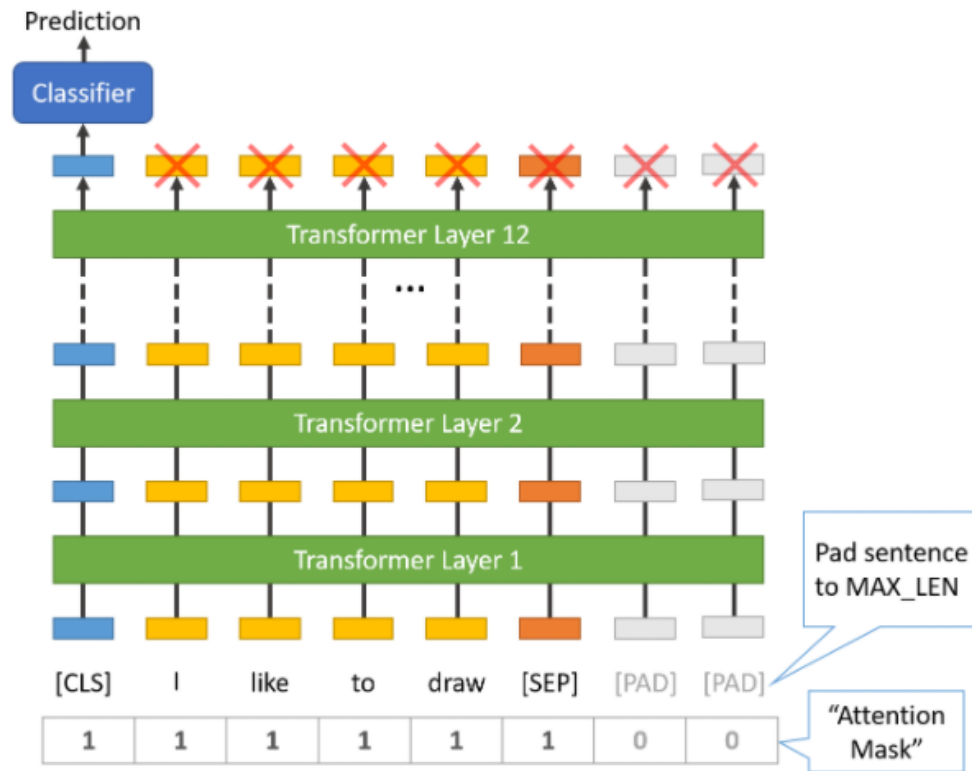 Prediction
Classifier
Transformer Layer 12
...
Transformer Layer 2
Transformer Layer 1
Pad sentence
to MAX_LEN
[CLS] I like to draw [SEP] [PAD] [PAD]
1 1 1 1 1 1 0 0
“Attention
Mask”